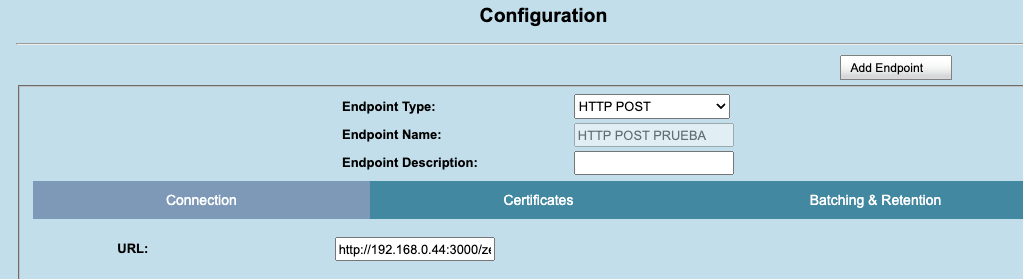 Configuration
Add Endpoint
Endpoint Type: HTTP POST
Endpoint Name: HTTP POST PRUEBA
Endpoint Description:
Connection Certificates Batching & Retention
URL: http://192.168.0.44:3000/ze